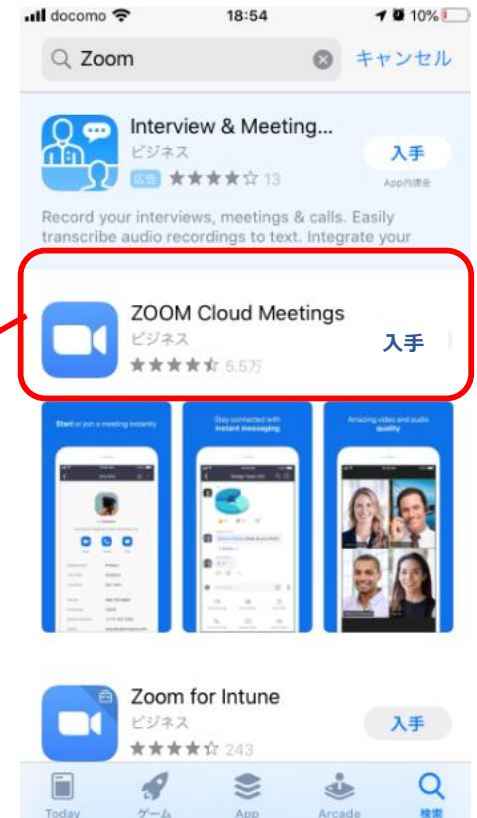 docomo 18:54 10%
Zoom キャンセル
Interview & Meeting...
ビジネス 入手
広告 ★★★★☆ 13 App内課金
Record your interviews, meetings & calls. Easily
transcribe audio recordings to text. Integrate your
ZOOM Cloud Meetings
ビジネス 入手
5.5万
Start or join a meeting instantly
Stay connected with
instant messaging
Amazing video and audio
quality
Zoom for Intune
ビジネス 入手
★★★★☆ 243
Today ゲーム App Arcade 検索